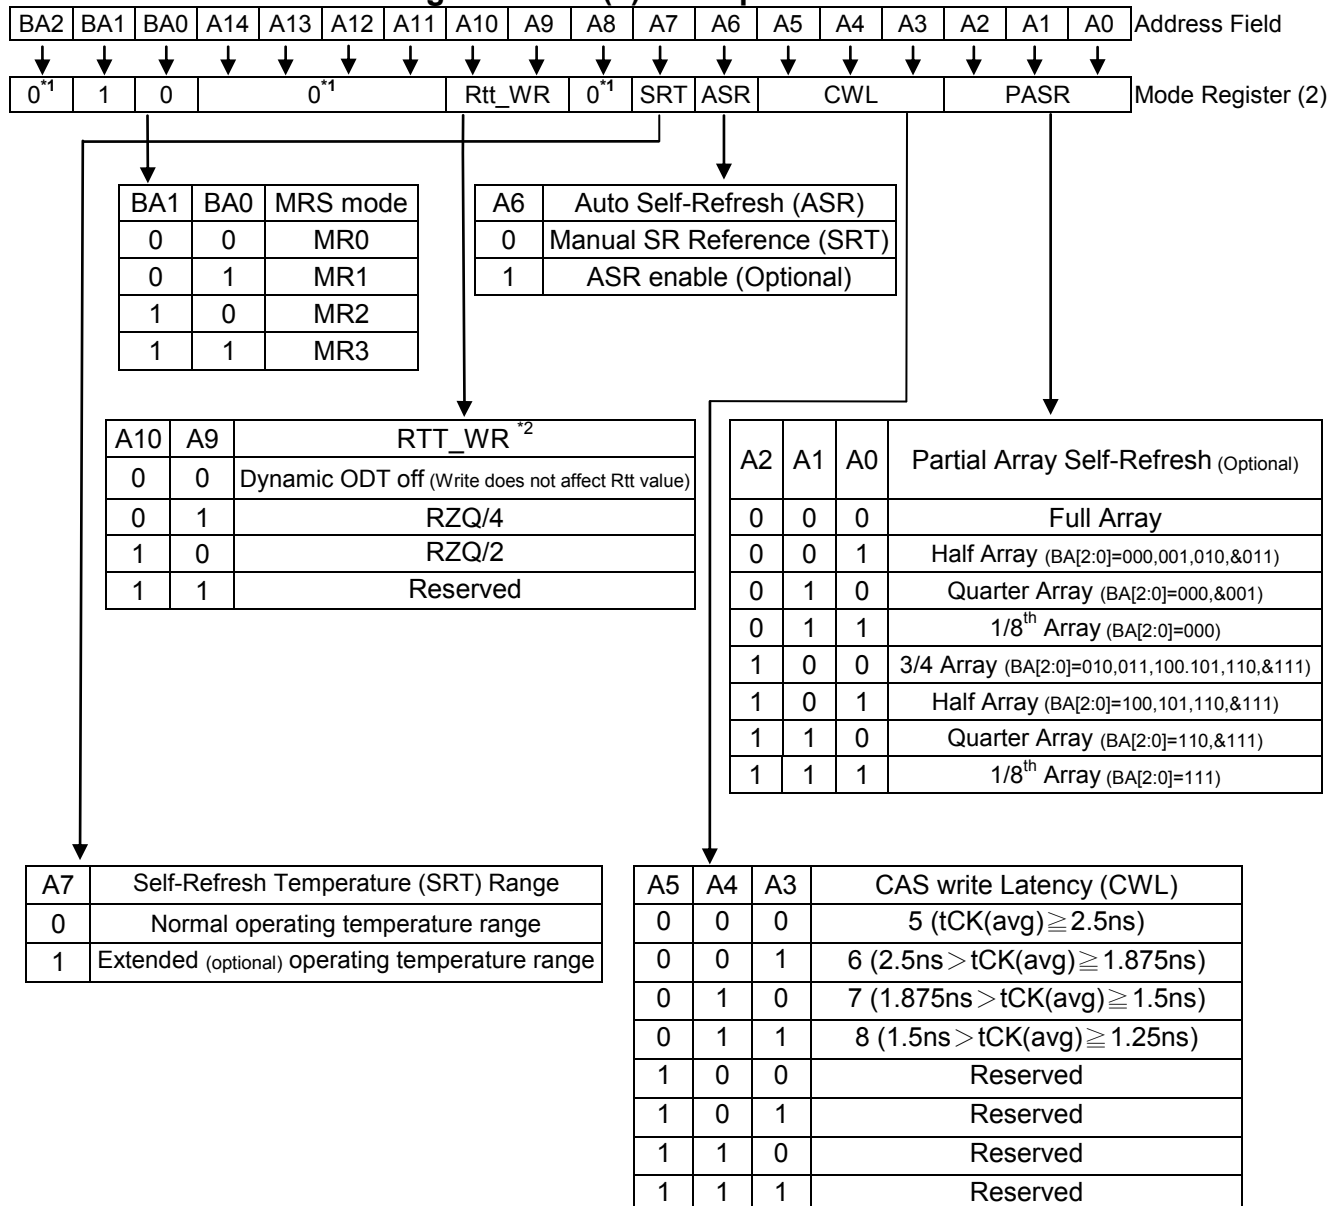 BA2 BA1 BA0 A14 A13 A12 A11 A10 A9 A8 A7 A6 A5 A4 A3 A2 A1 A0 Address Field
0*1 1 0 0*1 Rtt_WR 0*1 SRT ASR CWL PASR Mode Register (2)
BA1 BA0 MRS mode
0 0 MR0
0 1 MR1
1 0 MR2
1 1 MR3
A6 Auto Self-Refresh (ASR)
0 Manual SR Reference (SRT)
1 ASR enable (Optional)
A10 A9 RTT_WR *2
0 0 Dynamic ODT off (Write does not affect Rtt value)
0 1 RZQ/4
1 0 RZQ/2
1 1 Reserved
A2 A1 A0 Partial Array Self-Refresh (Optional)
0 0 0 Full Array
0 0 1 Half Array (BA[2:0]=000,001,010,&011)
0 1 0 Quarter Array (BA[2:0]=000,&001)
0 1 1 1/8th Array (BA[2:0]=000)
1 0 0 3/4 Array (BA[2:0]=010,011,100.101,110,&111)
1 0 1 Half Array (BA[2:0]=100,101,110,&111)
1 1 0 Quarter Array (BA[2:0]=110,&111)
1 1 1 1/8th Array (BA[2:0]=111)
A7 Self-Refresh Temperature (SRT) Range
0 Normal operating temperature range
1 Extended (optional) operating temperature range
A5 A4 A3 CAS write Latency (CWL)
0 0 0 5 (tCK(avg)≧2.5ns)
0 0 1 6 (2.5ns＞tCK(avg)≧1.875ns)
0 1 0 7 (1.875ns＞tCK(avg)≧1.5ns)
0 1 1 8 (1.5ns＞tCK(avg)≧1.25ns)
1 0 0 Reserved
1 0 1 Reserved
1 1 0 Reserved
1 1 1 Reserved